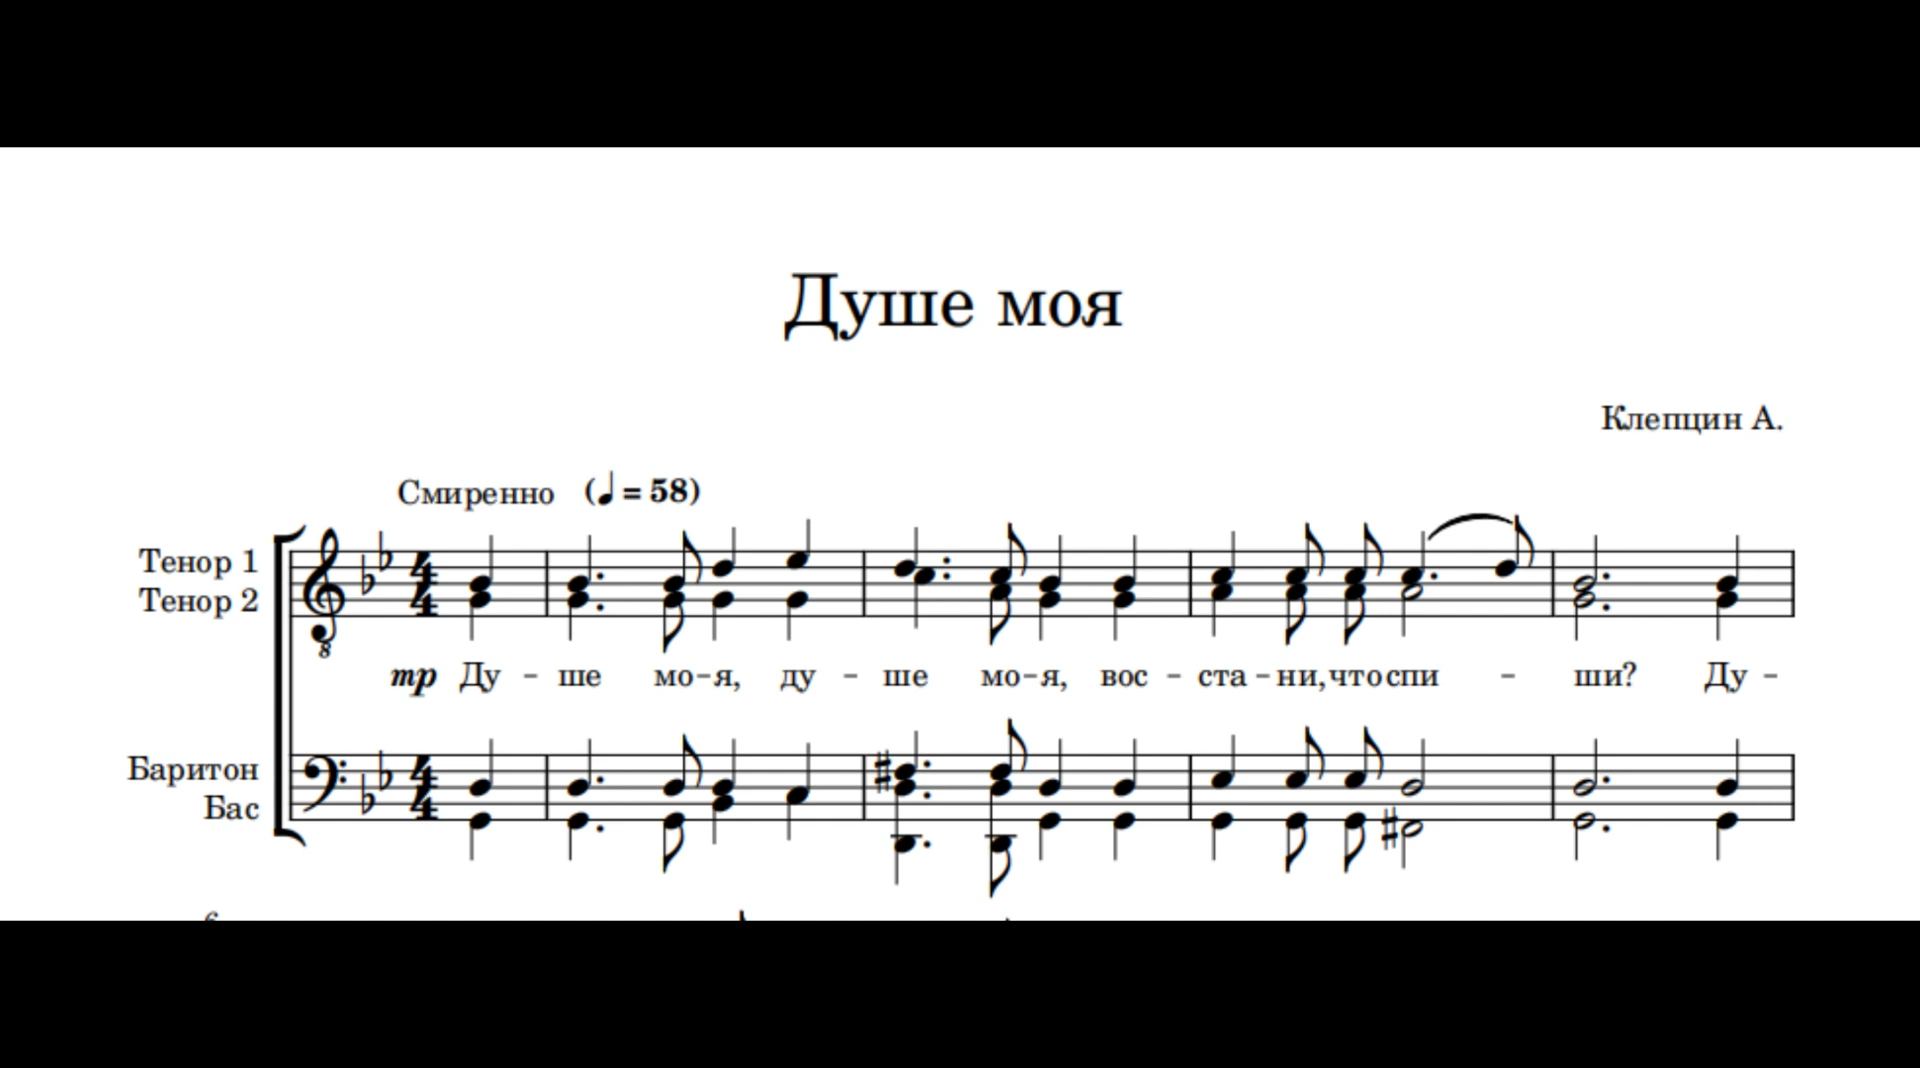 Душе моя
Клепцин А.
Смиренно (♩ = 58)
Тенор 1
Тенор 2
8
mp Ду - ше мо-я, ду - ше мо-я, вос - ста - ни, что спи - ши? Ду -
Баритон
Бас